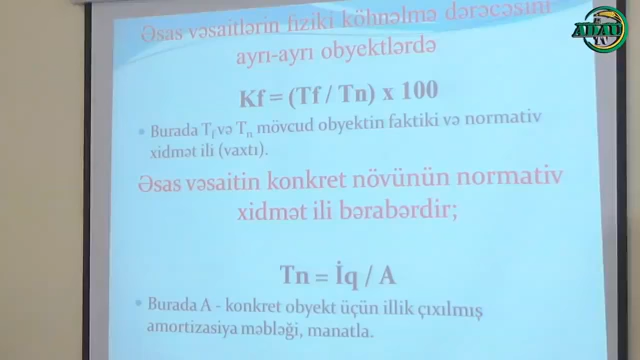 Əsas vəsaitlərin fiziki köhnəlmə dərəcəsini
ayrı-ayrı obyektlərdə
Kf = (Tf / Tn) x 100
• Burada Tf və Tn mövcud obyektin faktiki və normativ
xidmət ili (vaxtı).
Əsas vəsaitin konkret növünün normativ
xidmət ili bərabərdir;
Tn = İq / A
• Burada A - konkret obyekt üçün illik çıxılmış
amortizasiya məbləği, manatla.
ADAU
TV